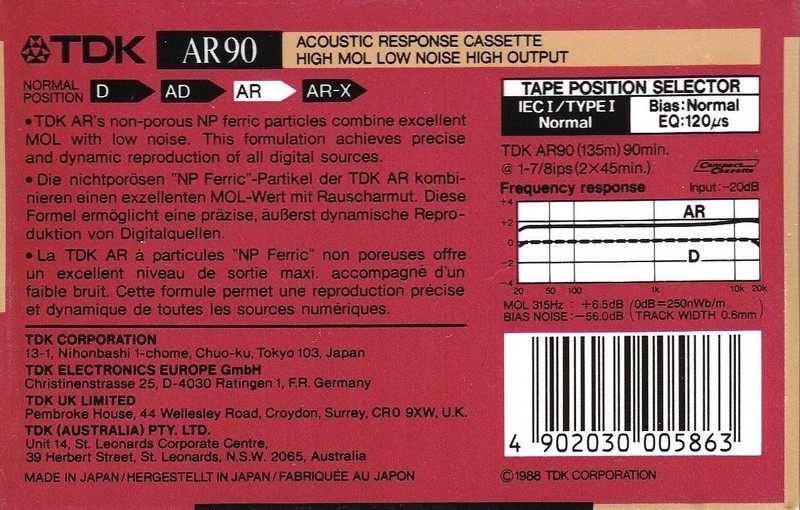 TDK AR 90 ACOUSTIC RESPONSE CASSETTE
HIGH MOL LOW NOISE HIGH OUTPUT
NORMAL POSITION D AD AR AR-X
• TDK AR's non-porous NP ferric particles combine excellent
MOL with low noise. This formulation achieves precise
and dynamic reproduction of all digital sources.
• Die nichtporösen "NP Ferric"-Partikel der TDK AR kombi-
nieren einen exzellenten MOL-Wert mit Rauscharmut. Diese
Formel ermöglicht eine präzise, äußerst dynamische Repro-
duktion von Digitalquellen.
• La TDK AR à particules "NP Ferric" non poreuses offre
un excellent niveau de sortie maxi. accompagné d'un
faible bruit. Cette formule permet une reproduction précise
et dynamique de toutes les sources numériques.
TDK CORPORATION
13-1, Nihonbashi 1-chome, Chuo-ku, Tokyo 103, Japan
TDK ELECTRONICS EUROPE GmbH
Christinenstrasse 25, D-4030 Ratingen 1, F.R. Germany
TDK UK LIMITED
Pembroke House, 44 Wellesley Road, Croydon, Surrey, CR0 9XW, U.K.
TDK (AUSTRALIA) PTY. LTD.
Unit 14, St. Leonards Corporate Centre,
39 Herbert Street, St. Leonards, N.S.W. 2065, Australia
MADE IN JAPAN/HERGESTELLT IN JAPAN/FABRIQUÉE AU JAPON
TAPE POSITION SELECTOR
IEC I/TYPE I Bias: Normal
Normal EQ: 120µs
TDK AR90 (135m) 90min.
@ 1-7/8ips (2×45min.) Compact Cassette
Frequency response Input: -20dB
+4
+2 AR
0
-2 D
-4
20 50 100 1k 10k 20k
MOL 315Hz : +6.5dB (0dB=250nWb/m
BIAS NOISE: -56.0dB TRACK WIDTH 0.6mm)
4 902030 005863
©1988 TDK CORPORATION